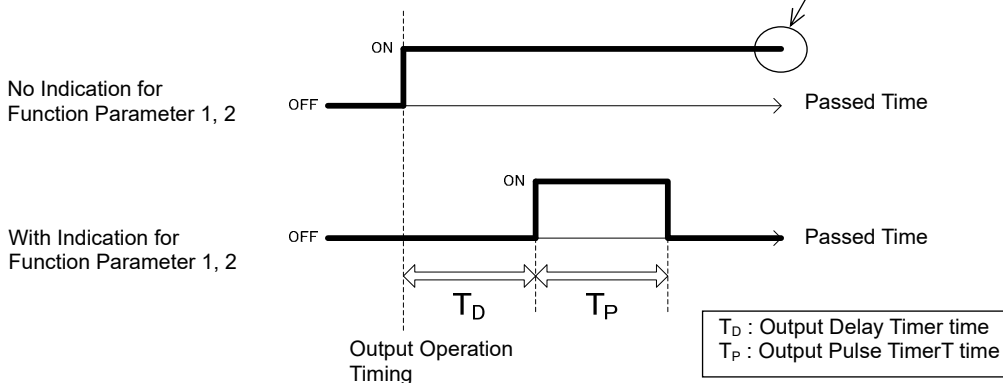 ON
No Indication for
Function Parameter 1, 2
OFF
Passed Time
ON
With Indication for
Function Parameter 1, 2
OFF
Passed Time
TD
TP
Output Operation
Timing
TD : Output Delay Timer time
TP : Output Pulse TimerT time